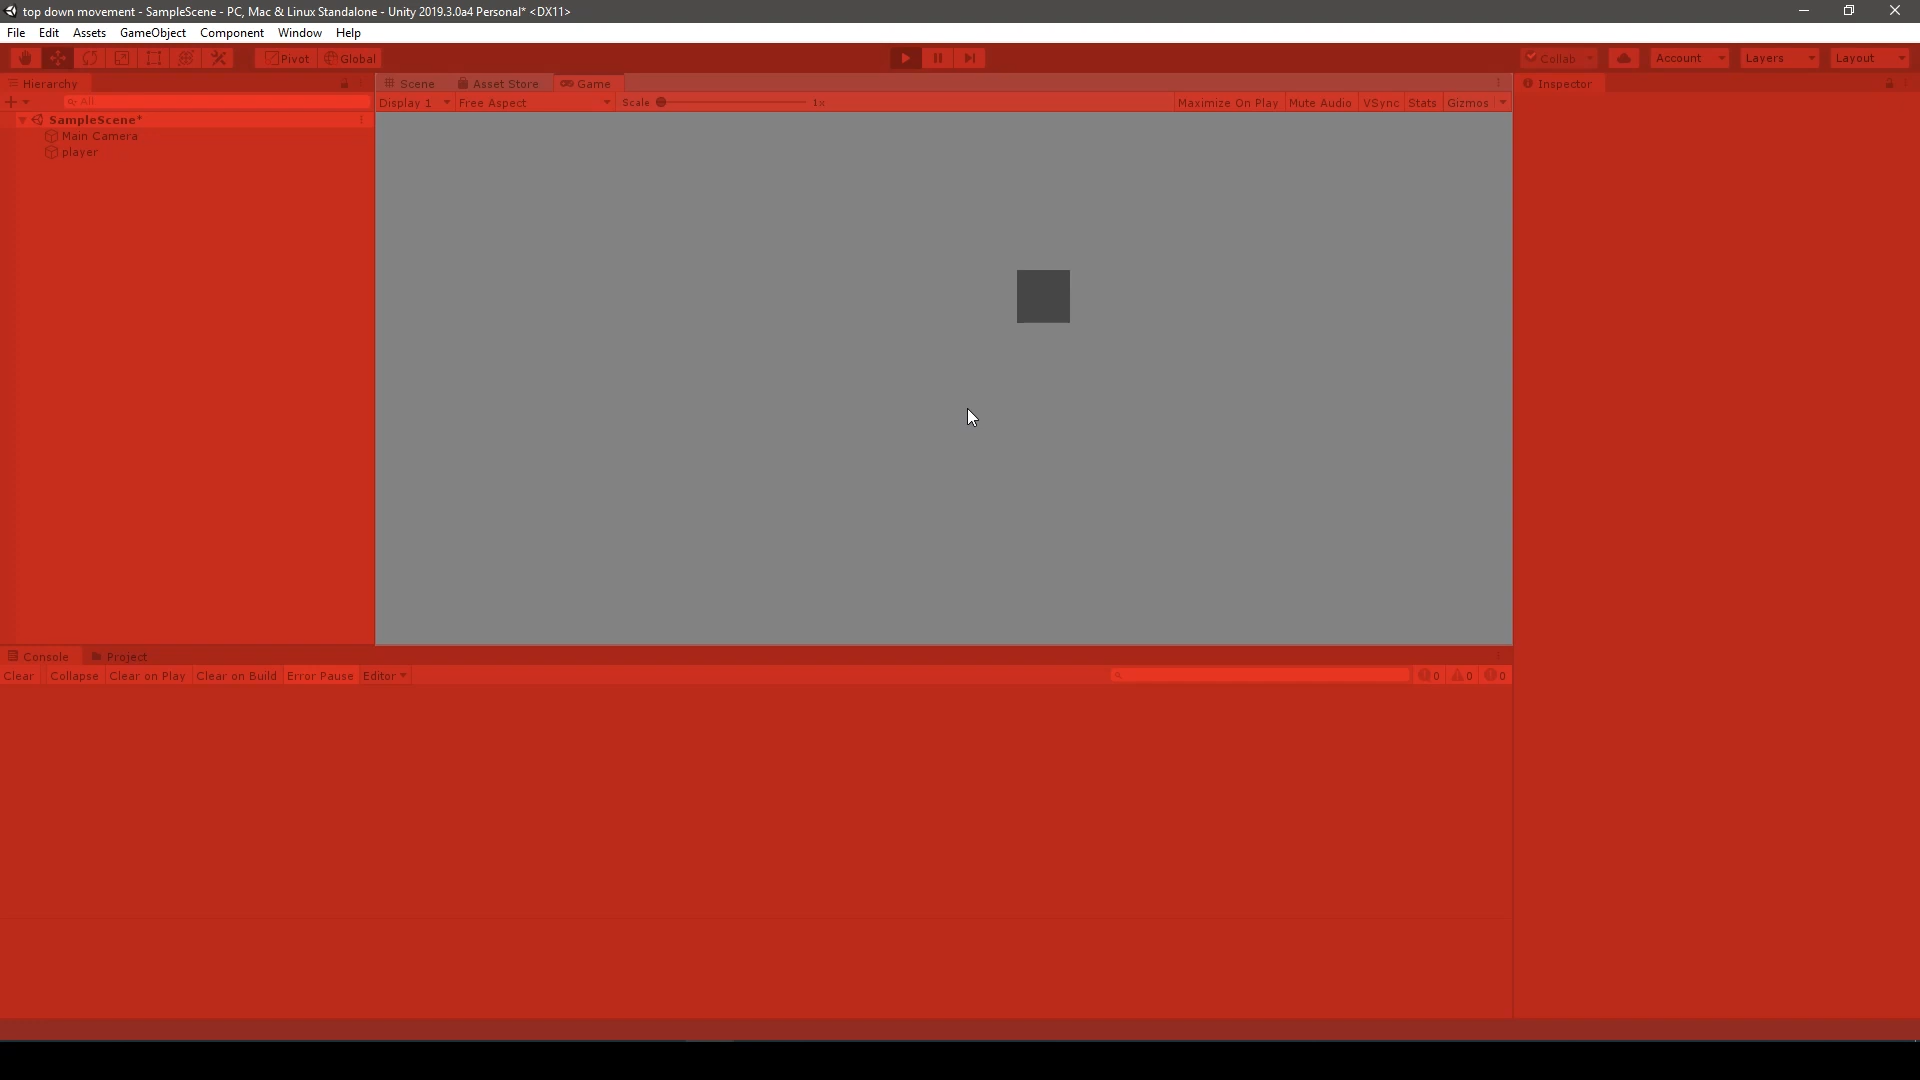 top down movement - SampleScene - PC, Mac & Linux Standalone - Unity 2019.3.0a4 Personal* <DX11>
File Edit Assets GameObject Component Window Help
Pivot Global Collab Account Layers Layout
Hierarchy Scene Asset Store Game Inspector
All Display 1 Free Aspect Scale 1x Maximize On Play Mute Audio VSync Stats Gizmos
SampleScene*
Main Camera
player
Console Project
Clear Collapse Clear on Play Clear on Build Error Pause Editor 0 0 0